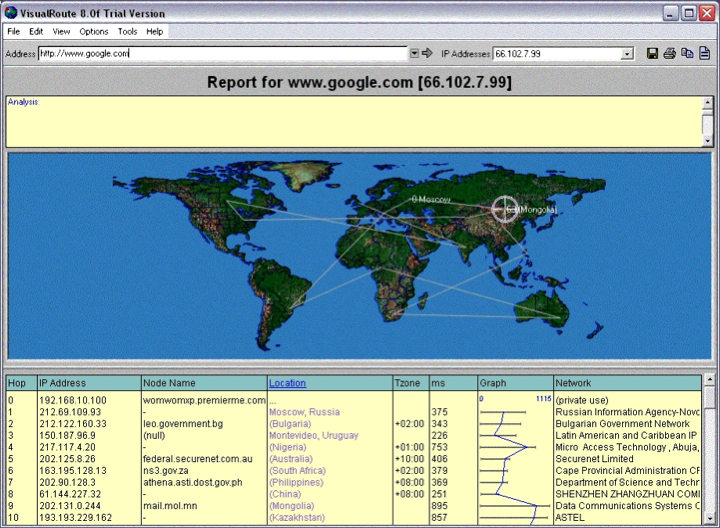 VisualRoute 8.0f Trial Version
File Edit View Options Tools Help
Address http://www.google.com IP Addresses 66.102.7.99
Report for www.google.com [66.102.7.99]
Analysis:
Moscow
(Mongolia)
Hop IP Address Node Name Location Tzone ms Graph Network
0 192.168.10.100 womwomxp.premierme.com ... 0 1115 (private use)
1 212.69.109.93 - Moscow, Russia 375 Russian Information Agency-Novo
2 212.122.160.33 leo.government.bg (Bulgaria) +02:00 343 Bulgarian Government Network
3 150.187.96.9 (null) Montevideo, Uruguay 226 Latin American and Caribbean IP
4 217.117.4.20 - (Nigeria) +01:00 753 Micro Access Technology , Abuja,
5 202.125.8.26 federal.securenet.com.au (Australia) +10:00 406 Securenet Limited
6 163.195.128.13 ns3.gov.za (South Africa) +02:00 379 Cape Provincial Administration CF
7 202.90.128.3 athena.asti.dost.gov.ph (Philippines) +08:00 369 Department of Science and Techn
8 61.144.227.32 - (China) +08:00 251 SHENZHEN ZHANGZHUAN COMI
9 202.131.0.244 mail.mol.mn (Mongolia) 895 Data Communications Systems C
10 193.193.229.162 - (Kazakhstan) 857 ASTEL